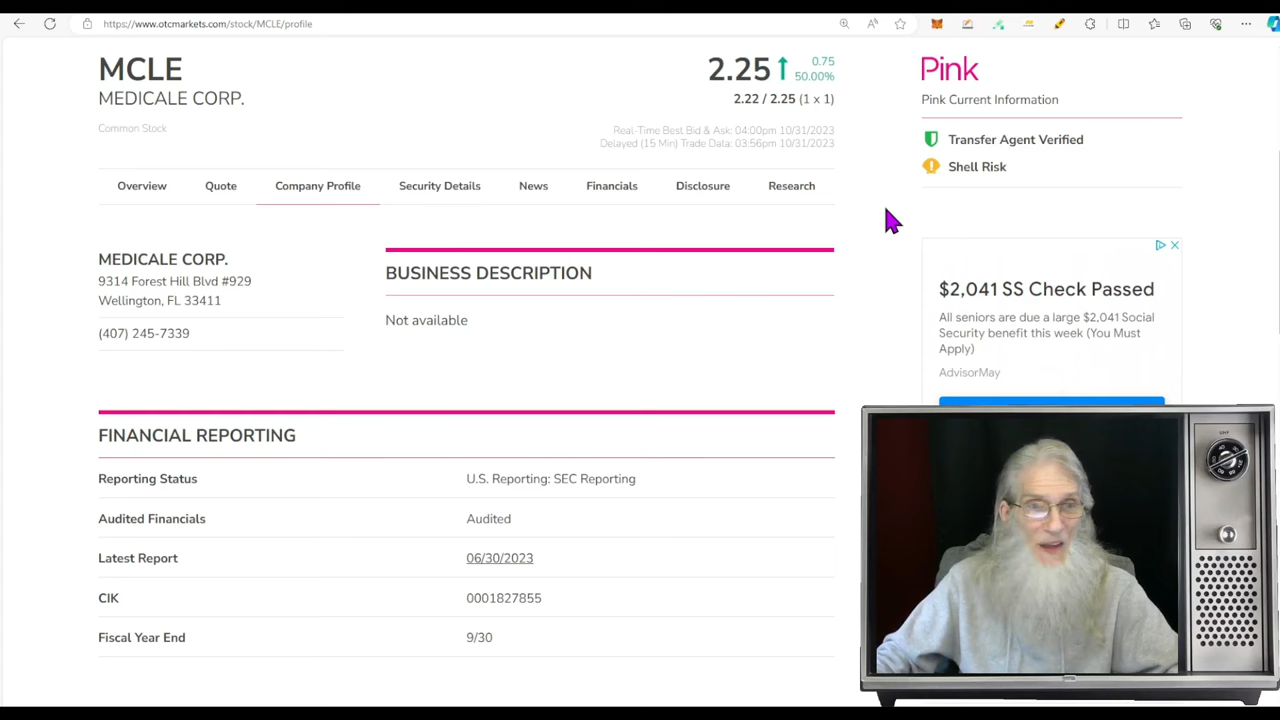 https://www.otcmarkets.com/stock/MCLE/profile
MCLE
MEDICALE CORP.
Common Stock
2.25
0.75
50.00%
2.22 / 2.25 (1 x 1)
Real-Time Best Bid & Ask: 04:00pm 10/31/2023
Delayed (15 Min) Trade Data: 03:56pm 10/31/2023
Pink
Pink Current Information
Transfer Agent Verified
Shell Risk
Overview Quote Company Profile Security Details News Financials Disclosure Research
MEDICALE CORP.
9314 Forest Hill Blvd #929
Wellington, FL 33411
(407) 245-7339
BUSINESS DESCRIPTION
Not available
$2,041 SS Check Passed
All seniors are due a large $2,041 Social
Security benefit this week (You Must
Apply)
AdvisorMay
FINANCIAL REPORTING
Reporting Status U.S. Reporting: SEC Reporting
Audited Financials Audited
Latest Report 06/30/2023
CIK 0001827855
Fiscal Year End 9/30